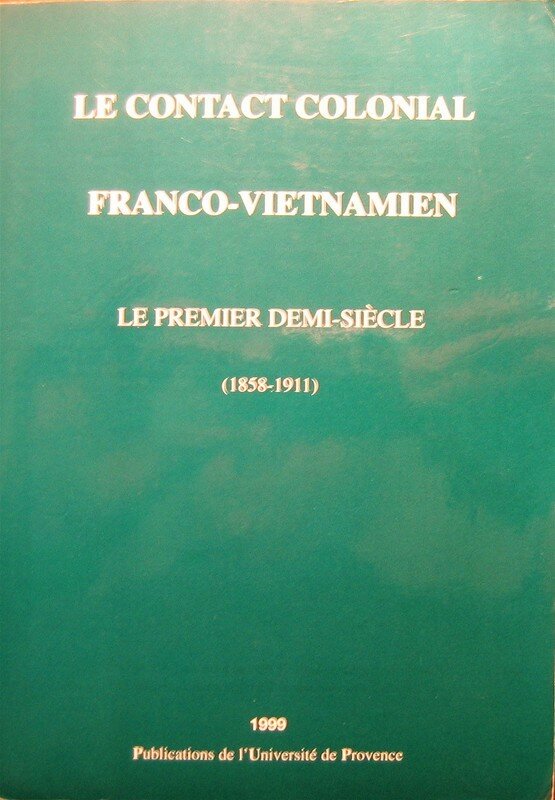 LE CONTACT COLONIAL
FRANCO-VIETNAMIEN
LE PREMIER DEMI-SIÈCLE
(1858-1911)
1999
Publications de l'Université de Provence